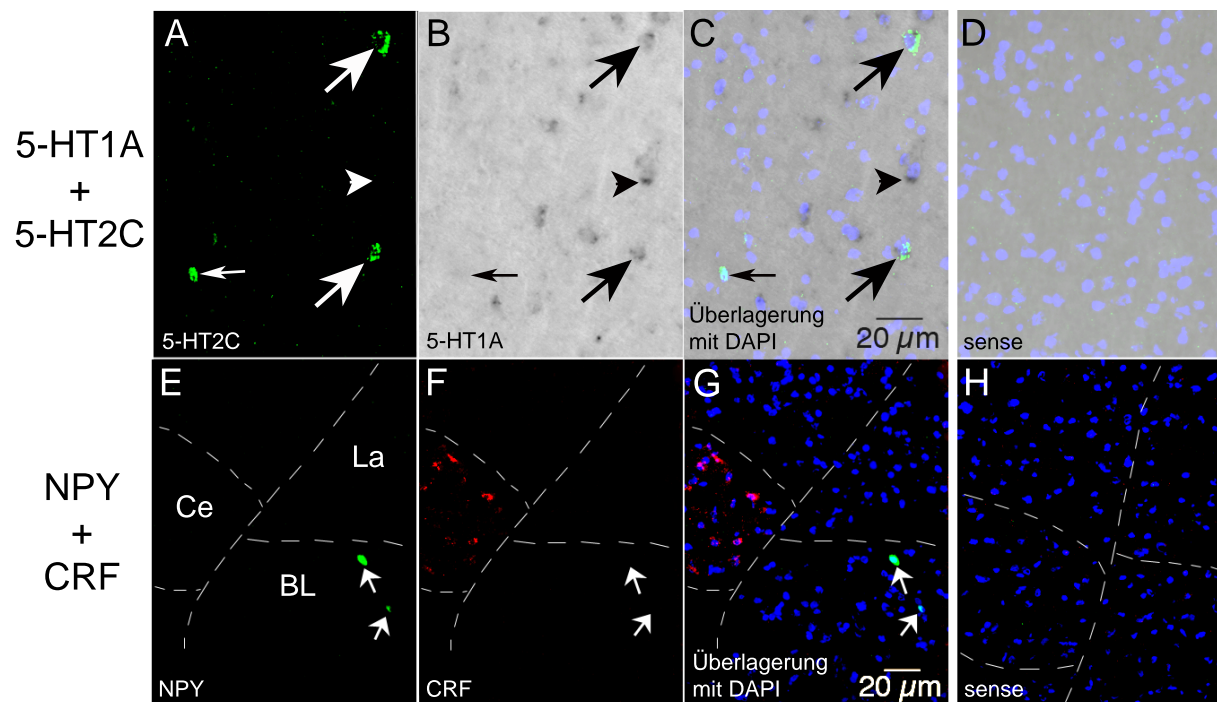 5-HT1A
+
5-HT2C
A
5-HT2C
B
5-HT1A
C
Überlagerung
mit DAPI
20 µm
D
sense
NPY
+
CRF
E
La
Ce
BL
NPY
F
CRF
G
Überlagerung
mit DAPI
20 µm
H
sense